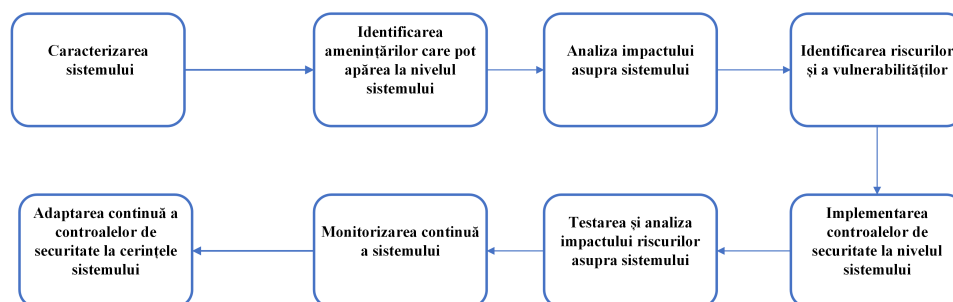 Caracterizarea
sistemului
Identificarea
amenințărilor care pot
apărea la nivelul
sistemului
Analiza impactului
asupra sistemului
Identificarea riscurilor
și a vulnerabilităților
Adaptarea continuă a
controalelor de
securitate la cerințele
sistemului
Monitorizarea continuă
a sistemului
Testarea și analiza
impactului riscurilor
asupra sistemului
Implementarea
controalelor de
securitate la nivelul
sistemului